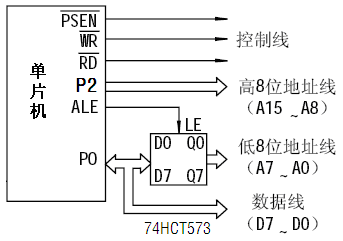 单片机
PSEN
WR
RD
P2
ALE
PO
LE
D0 Q0
D7 Q7
74HCT573
控制线
高8位地址线
（A15 ~ A8）
低8位地址线
（A7 ~ A0）
数据线
（D7 ~ D0）